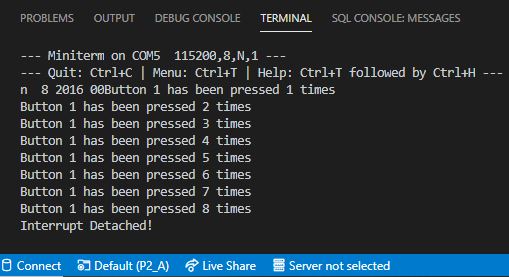 PROBLEMS OUTPUT DEBUG CONSOLE TERMINAL SQL CONSOLE: MESSAGES
--- Miniterm on COM5  115200,8,N,1 ---
--- Quit: Ctrl+C | Menu: Ctrl+T | Help: Ctrl+T followed by Ctrl+H ---
n  8 2016 00Button 1 has been pressed 1 times
Button 1 has been pressed 2 times
Button 1 has been pressed 3 times
Button 1 has been pressed 4 times
Button 1 has been pressed 5 times
Button 1 has been pressed 6 times
Button 1 has been pressed 7 times
Button 1 has been pressed 8 times
Interrupt Detached!
Connect Default (P2_A) Live Share Server not selected